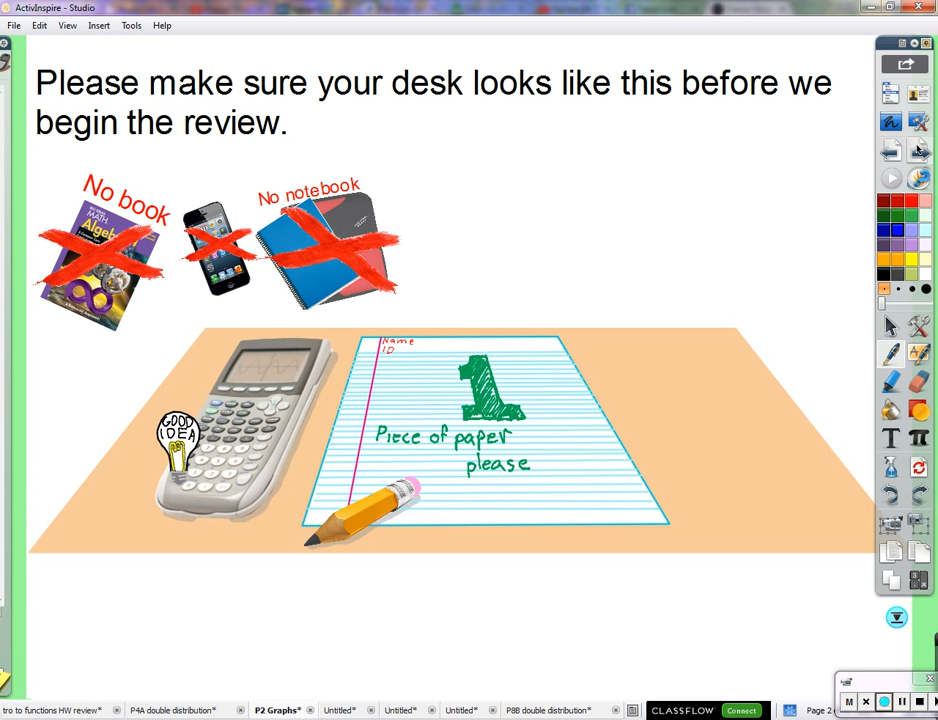 ActivInspire - Studio
File Edit View Insert Tools Help
Please make sure your desk looks like this before we
begin the review.
No book
No notebook
MATH
Algebra
Name
ID
1
GOOD
IDEA
Piece of paper
please
tro to functions HW review* P4A double distribution* P2 Graphs* Untitled* Untitled* Untitled* P8B double distribution* CLASSFLOW Connect Page 2
M